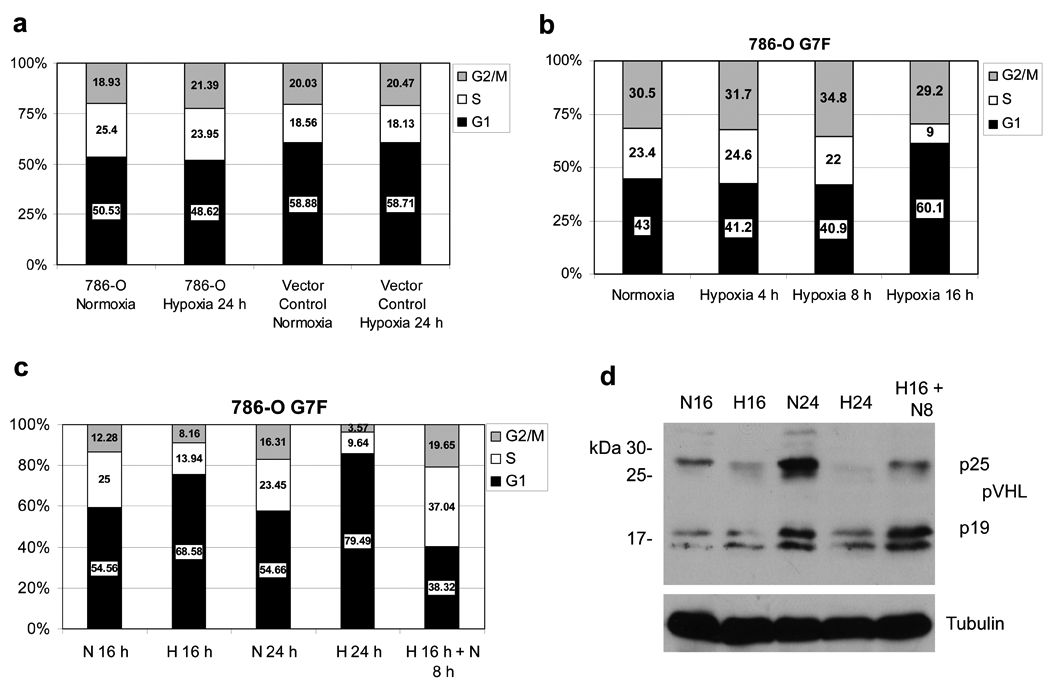 a
100%
75%
50%
25%
0%
18.93
21.39
20.03
20.47
25.4
23.95
18.56
18.13
50.53
48.62
58.88
58.71
G2/M
S
G1
786-O
Normoxia
786-O
Hypoxia 24 h
Vector
Control
Normoxia
Vector
Control
Hypoxia 24 h
b
786-O G7F
100%
75%
50%
25%
0%
30.5
31.7
34.8
29.2
23.4
24.6
22
9
43
41.2
40.9
60.1
G2/M
S
G1
Normoxia
Hypoxia 4 h
Hypoxia 8 h
Hypoxia 16 h
c
786-O G7F
100%
80%
60%
40%
20%
0%
12.28
8.16
16.31
3.57
19.65
25
13.94
23.45
9.64
37.04
54.56
68.58
54.66
79.49
38.32
G2/M
S
G1
N 16 h
H 16 h
N 24 h
H 24 h
H 16 h + N
8 h
d
N16 H16 N24 H24 H16 +
N8
kDa 30-
25-
17-
p25
pVHL
p19
Tubulin